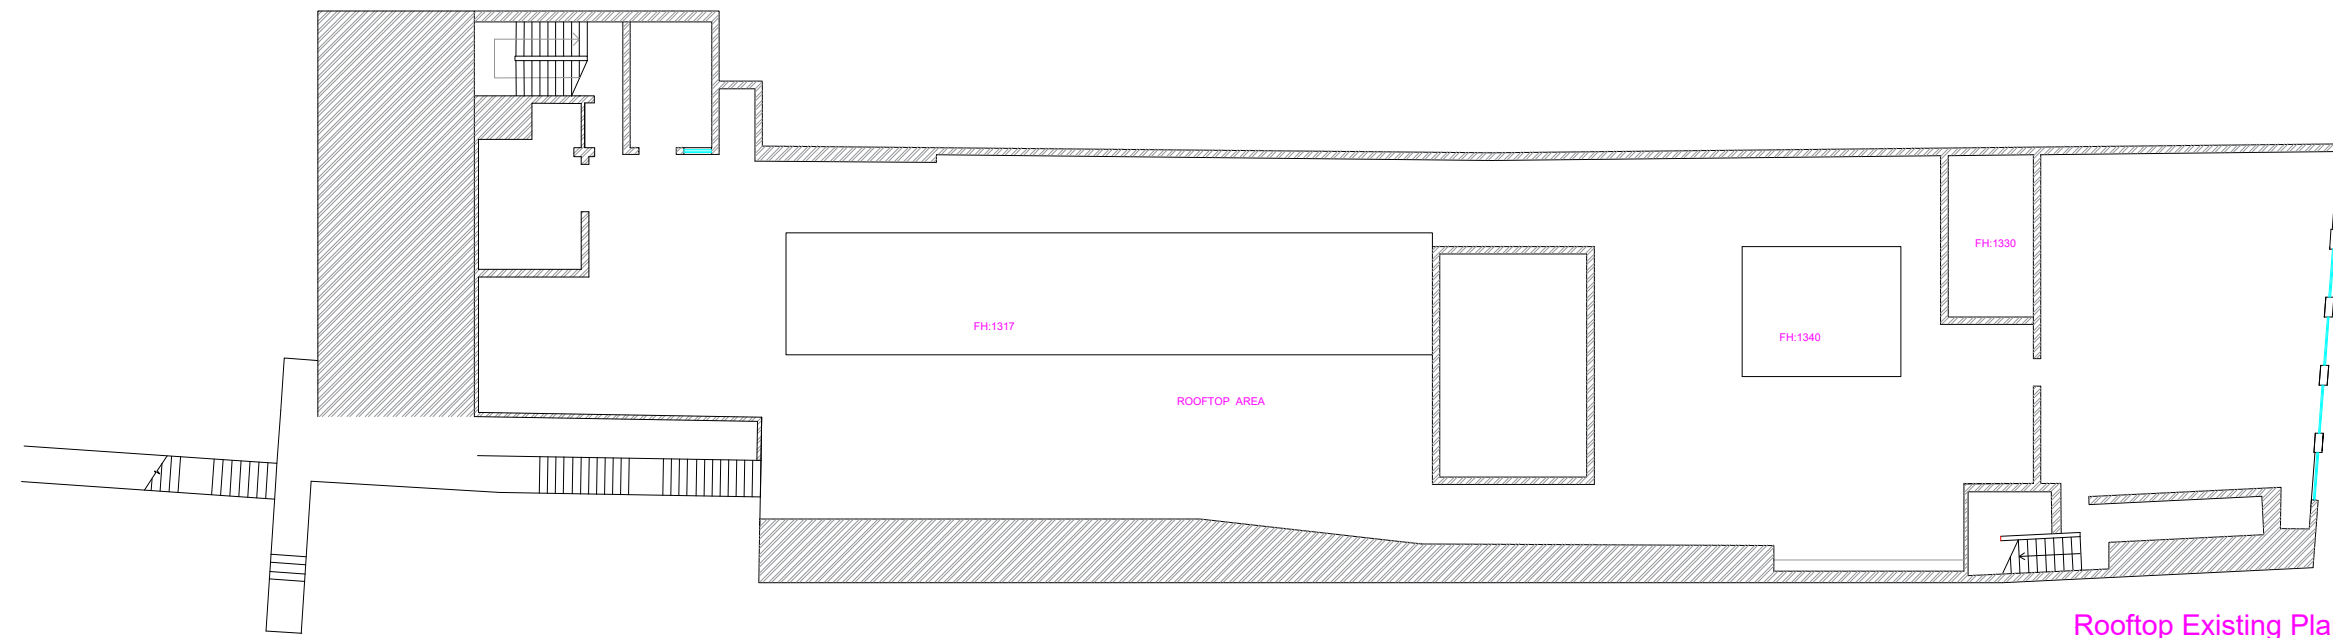 FH:1330
FH:1317
FH:1340
ROOFTOP AREA
Rooftop Existing Pla